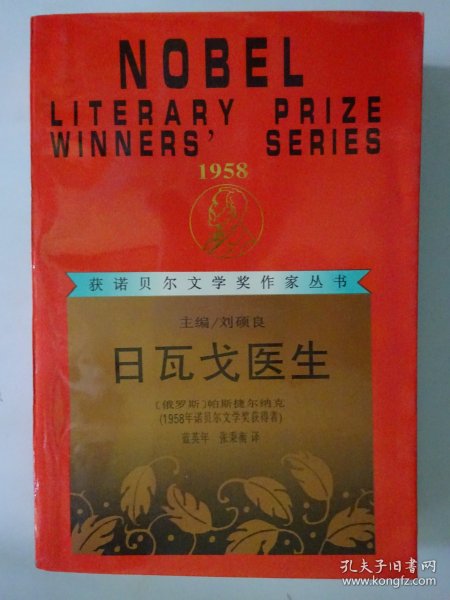 NOBEL
LITERARY PRIZE
WINNERS' SERIES
1958
获诺贝尔文学奖作家丛书
主编/刘硕良
日瓦戈医生
〔俄罗斯〕帕斯捷尔纳克
(1958年诺贝尔文学奖获得者)
蓝英年 张秉衡 译
孔夫子旧书网
www.kongfz.com